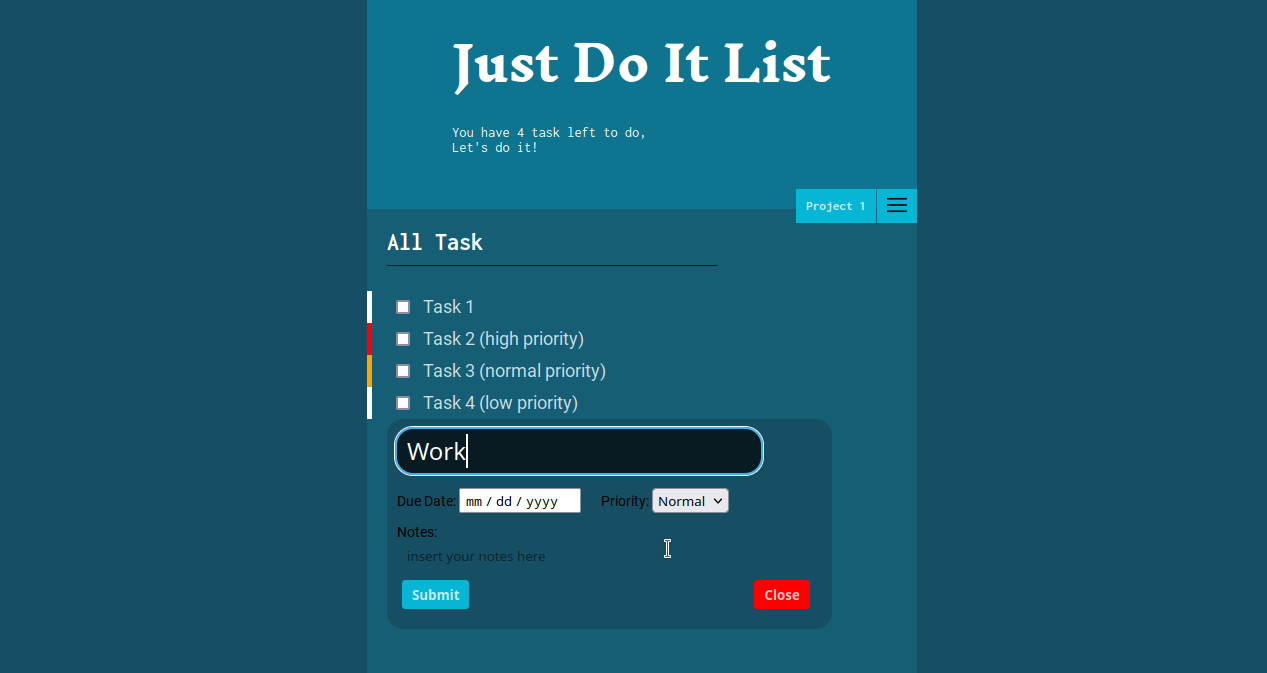 Just Do It List
You have 4 task left to do,
Let's do it!
Project 1
All Task
Task 1
Task 2 (high priority)
Task 3 (normal priority)
Task 4 (low priority)
Work
Due Date: mm / dd / yyyy Priority: Normal
Notes:
insert your notes here
Submit Close